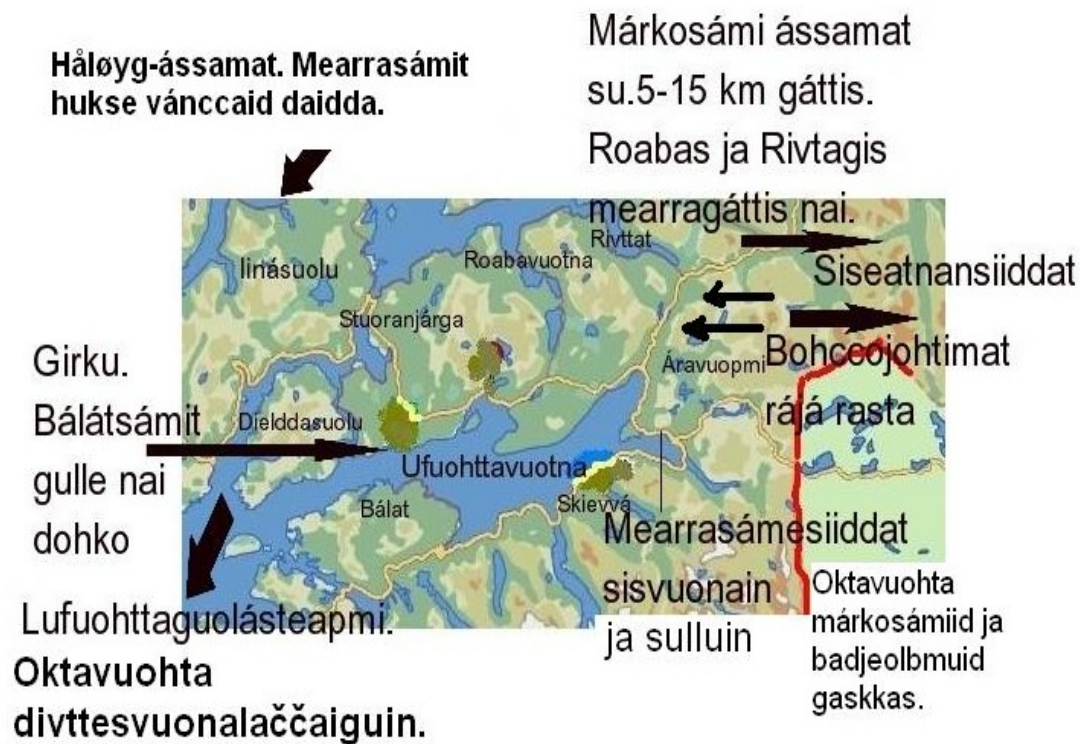 Håløyg-ássamat. Mearrasámit
hukse vánccaid daidda.
Márkosámi ássamat
su.5-15 km gáttis.
Roabas ja Rivtagis
mearragáttis nai.
Rivttat
Roabavuotna
Iinásuolu
Siseatnansiiddat
Stuoranjárga
Bohccojohtimat
rájá rasta
Áravuopmi
Girku.
Bálátsámit
gulle nai
dohko
Dielddasuolu
Ufuohttavuotna
Bálat
Skievvá
Mearrasámesiiddat
sisvuonain
ja sulluin
Oktavuohta
márkosámiid ja
badjeolbmuid
gaskkas.
Lufuohttaguolásteapmi.
Oktavuohta
divttesvuonalaččaiguin.